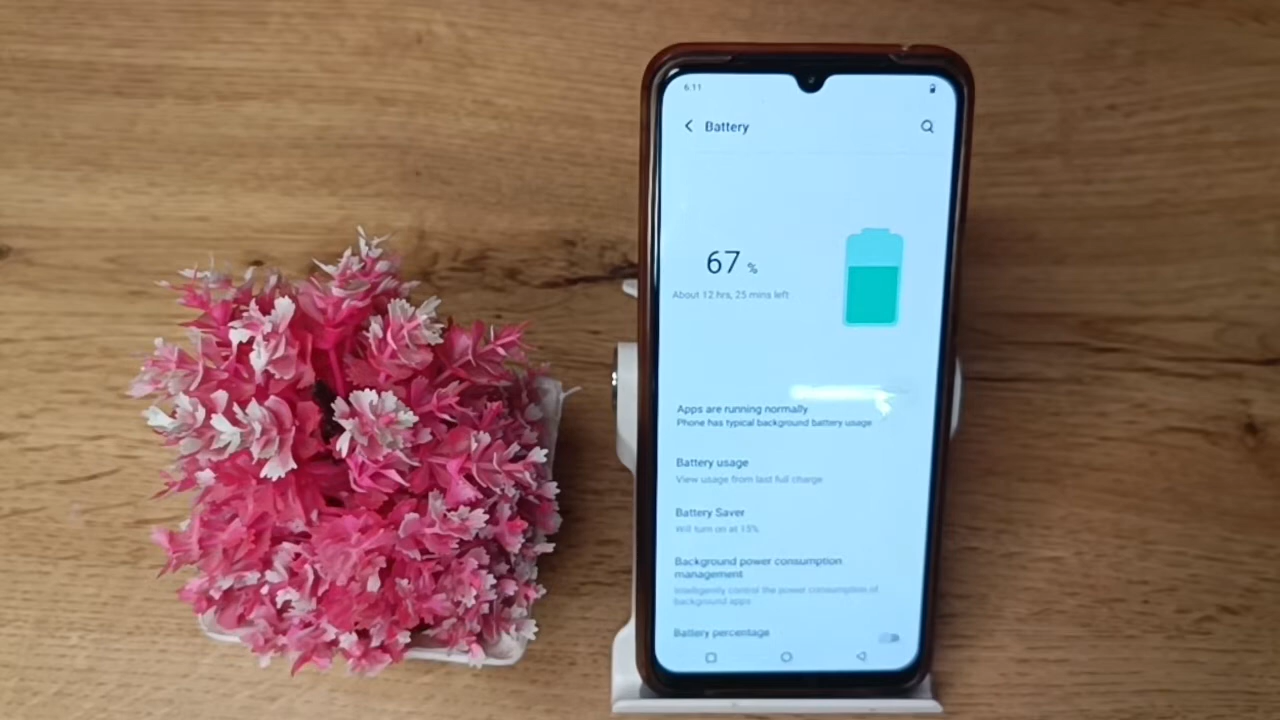 6:11
Battery
67 %
About 12 hrs, 25 mins left
Apps are running normally
Phone has typical background battery usage
Battery usage
View usage from last full charge
Battery Saver
Will turn on at 15%
Background power consumption
management
Intelligently control the power consumption of
background apps
Battery percentage